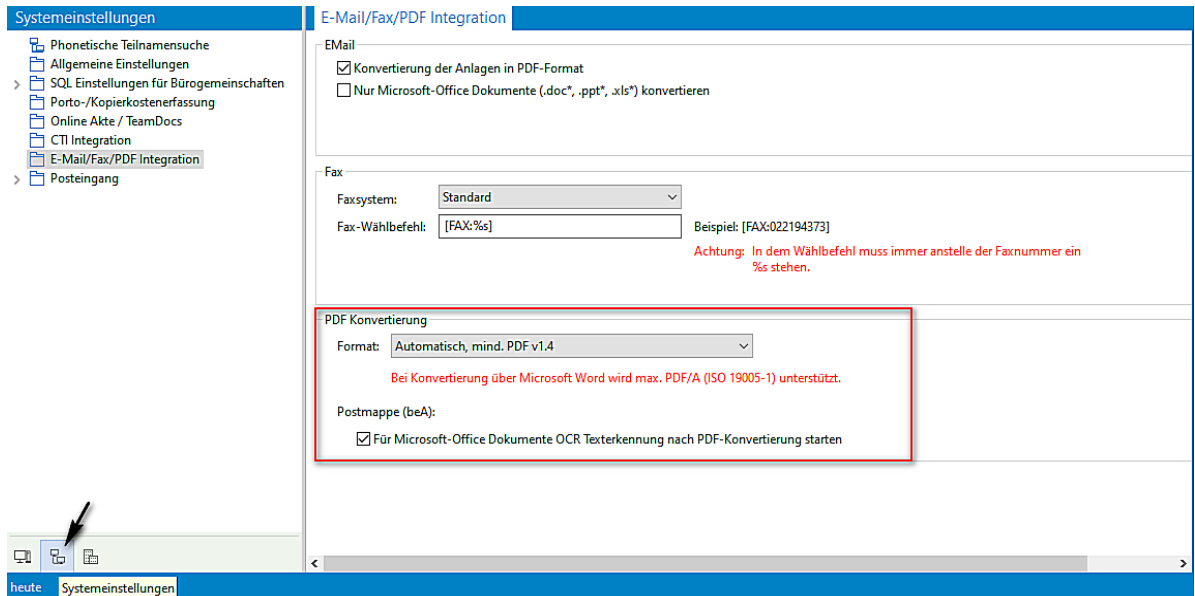 Systemeinstellungen
Phonetische Teilnamensuche
Allgemeine Einstellungen
SQL Einstellungen für Bürogemeinschaften
Porto-/Kopierkostenerfassung
Online Akte / TeamDocs
CTI Integration
E-Mail/Fax/PDF Integration
Posteingang
E-Mail/Fax/PDF Integration
EMail
Konvertierung der Anlagen in PDF-Format
Nur Microsoft-Office Dokumente (.doc*, .ppt*, .xls*) konvertieren
Fax
Faxsystem: Standard
Fax-Wählbefehl: [FAX:%s] Beispiel: [FAX:022194373]
Achtung: In dem Wählbefehl muss immer anstelle der Faxnummer ein
%s stehen.
PDF Konvertierung
Format: Automatisch, mind. PDF v1.4
Bei Konvertierung über Microsoft Word wird max. PDF/A (ISO 19005-1) unterstützt.
Postmappe (beA):
Für Microsoft-Office Dokumente OCR Texterkennung nach PDF-Konvertierung starten
heute Systemeinstellungen